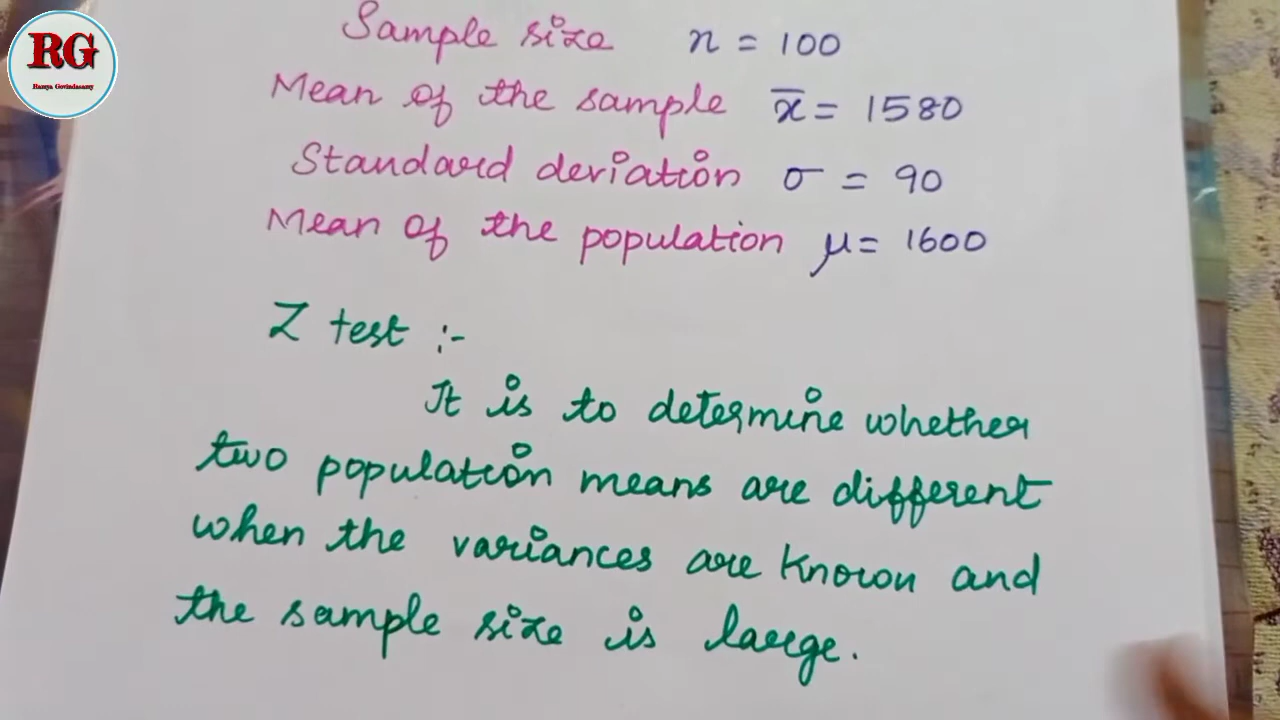 RG
Ramya Govindasamy
Sample size n = 100
Mean of the sample x̅ = 1580
Standard deviation σ = 90
Mean of the population μ = 1600
Z test :-
It is to determine whether
two population means are different
when the variances are known and
the sample size is large.